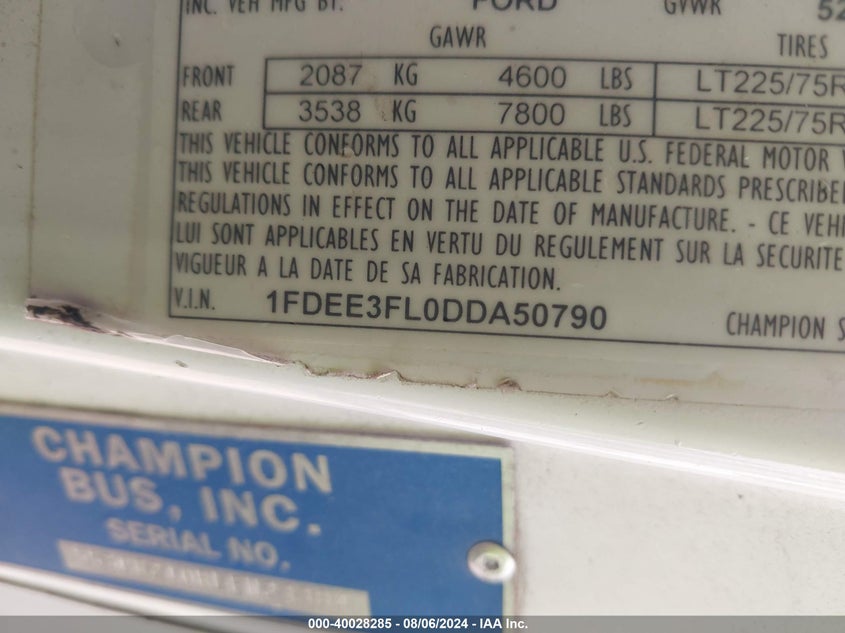 INC. VEH MFG BY: FORD GVWR 52
GAWR TIRES
FRONT 2087 KG 4600 LBS LT225/75R
REAR 3538 KG 7800 LBS LT225/75R
THIS VEHICLE CONFORMS TO ALL APPLICABLE U.S. FEDERAL MOTOR V
THIS VEHICLE CONFORMS TO ALL APPLICABLE STANDARDS PRESCRIBE
REGULATIONS IN EFFECT ON THE DATE OF MANUFACTURE. - CE VEHI
LUI SONT APPLICABLES EN VERTU DU REGULEMENT SUR LA SECURITE
VIGUEUR A LA DATE DE SA FABRICATION.
V.I.N. 1FDEE3FL0DDA50790
CHAMPION S
CHAMPION
BUS, INC.
SERIAL NO.
000-40028285 - 08/06/2024 - IAA Inc.